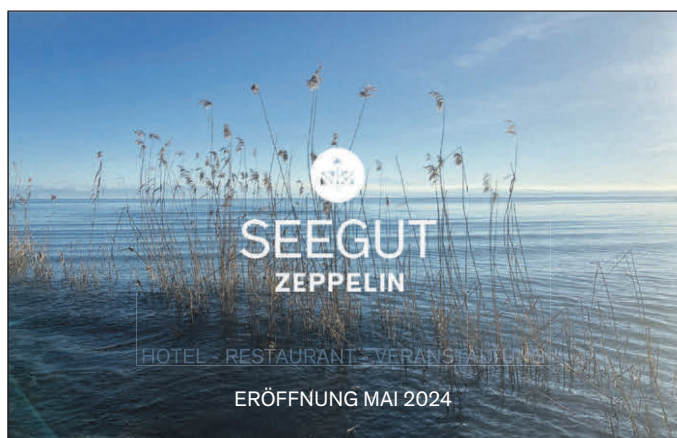 SEEGUT
ZEPPELIN
HOTEL - RESTAURANT - VERANSTALTUNG
ERÖFFNUNG MAI 2024